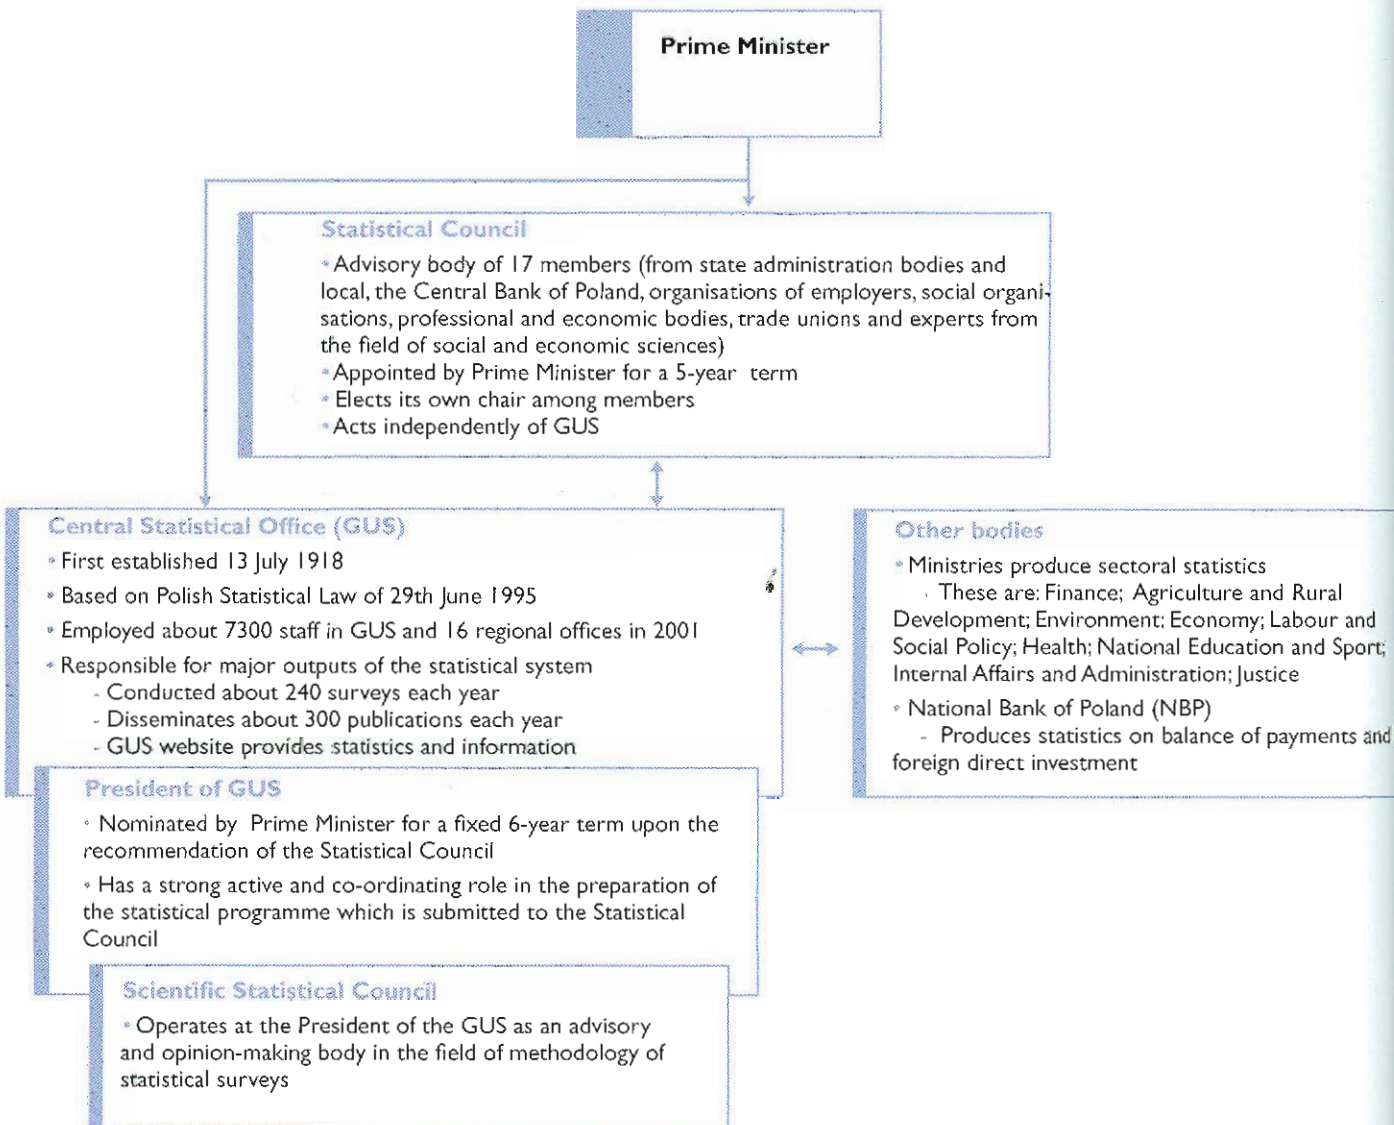 Prime Minister
Statistical Council
• Advisory body of 17 members (from state administration bodies and
local, the Central Bank of Poland, organisations of employers, social organi-
sations, professional and economic bodies, trade unions and experts from
the field of social and economic sciences)
• Appointed by Prime Minister for a 5-year term
• Elects its own chair among members
• Acts independently of GUS
Central Statistical Office (GUS)
• First established 13 July 1918
• Based on Polish Statistical Law of 29th June 1995
• Employed about 7300 staff in GUS and 16 regional offices in 2001
• Responsible for major outputs of the statistical system
- Conducted about 240 surveys each year
- Disseminates about 300 publications each year
- GUS website provides statistics and information
Other bodies
• Ministries produce sectoral statistics
- These are: Finance; Agriculture and Rural
Development; Environment; Economy; Labour and
Social Policy; Health; National Education and Sport;
Internal Affairs and Administration; Justice
• National Bank of Poland (NBP)
- Produces statistics on balance of payments and
foreign direct investment
President of GUS
• Nominated by Prime Minister for a fixed 6-year term upon the
recommendation of the Statistical Council
• Has a strong active and co-ordinating role in the preparation of
the statistical programme which is submitted to the Statistical
Council
Scientific Statistical Council
• Operates at the President of the GUS as an advisory
and opinion-making body in the field of methodology of
statistical surveys